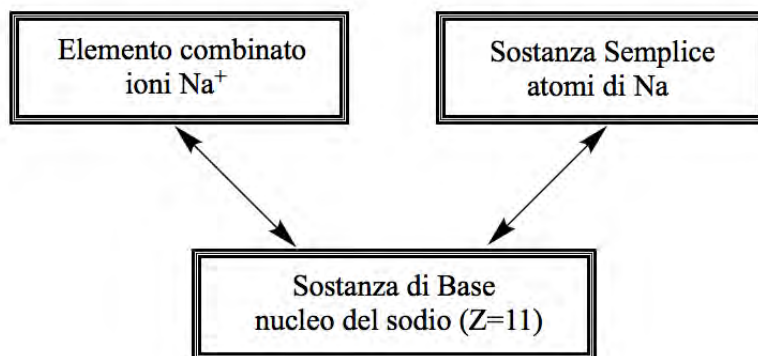 Elemento combinato
ioni Na⁺
Sostanza Semplice
atomi di Na
Sostanza di Base
nucleo del sodio (Z=11)